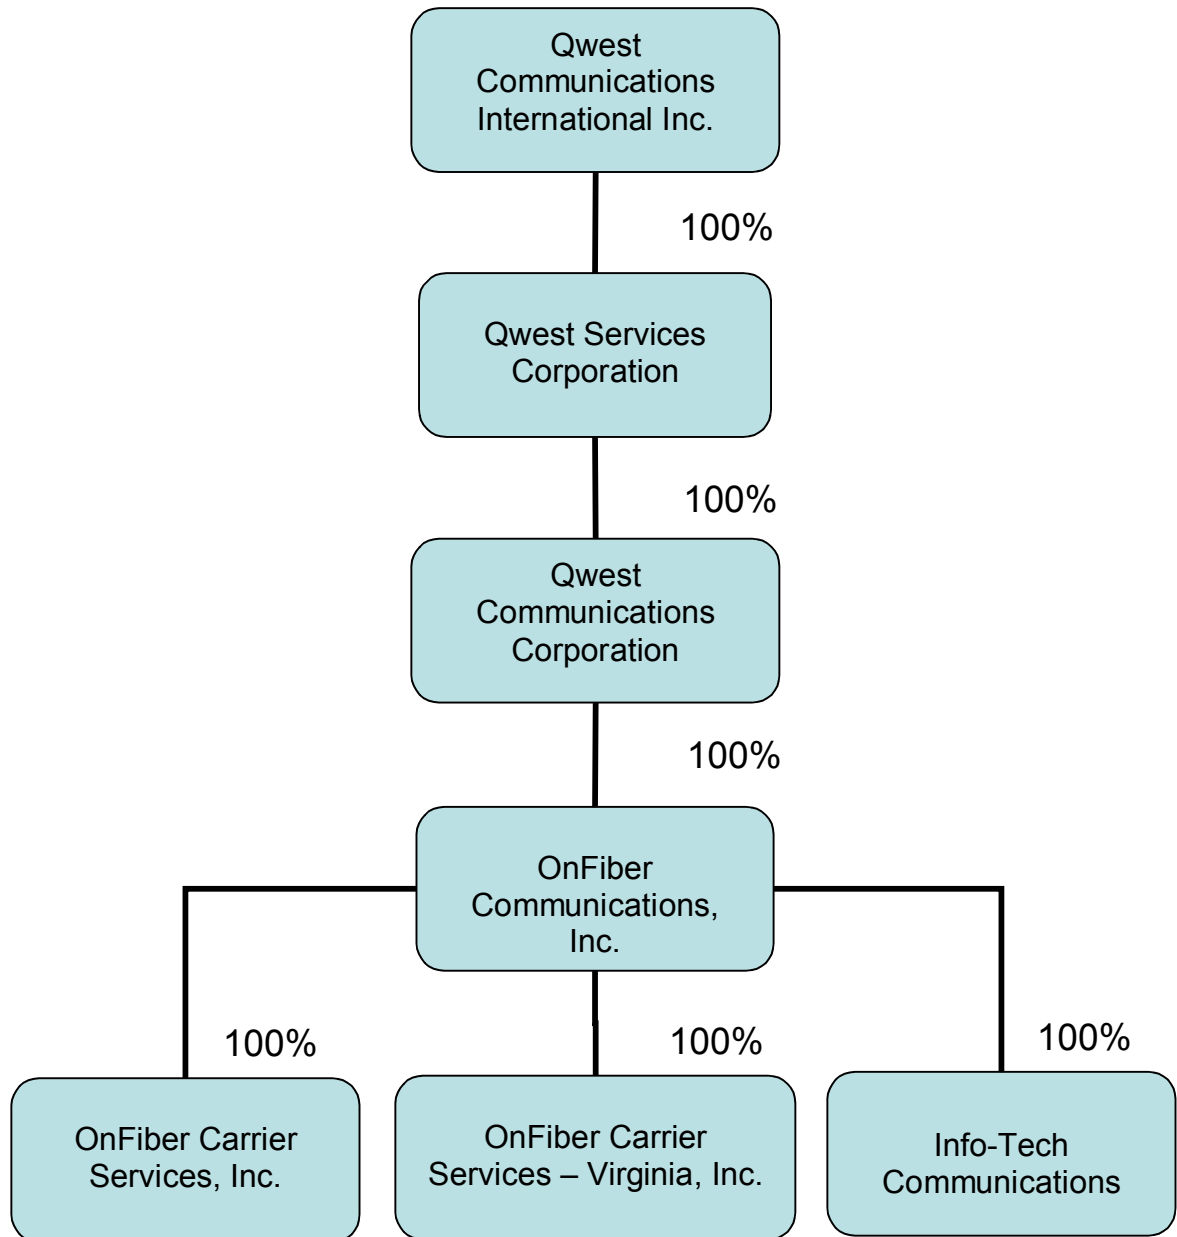 Qwest
Communications
International Inc.
100%
Qwest Services
Corporation
100%
Qwest
Communications
Corporation
100%
OnFiber
Communications,
Inc.
100%
100%
100%
OnFiber Carrier
Services, Inc.
OnFiber Carrier
Services – Virginia, Inc.
Info-Tech
Communications